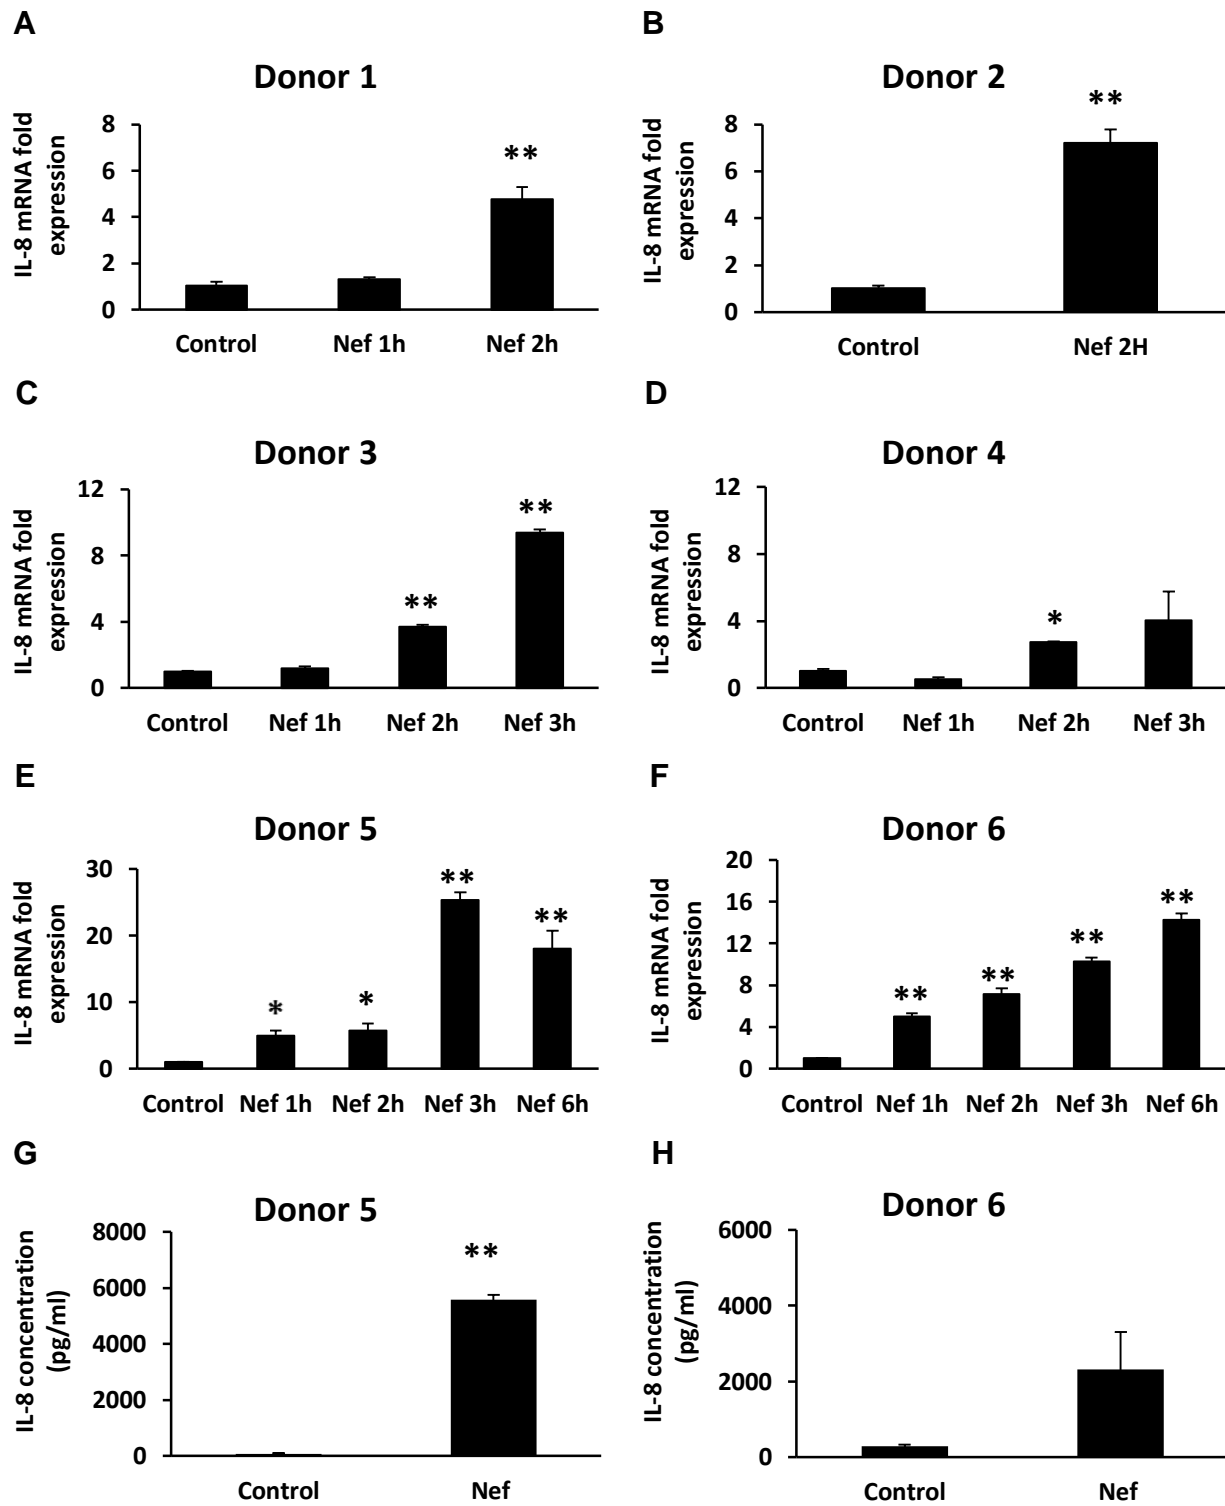 A
Donor 1
IL-8 mRNA fold
expression
8
6
4
2
0
**
Control Nef 1h Nef 2h
B
Donor 2
IL-8 mRNA fold
expression
8
6
4
2
0
**
Control Nef 2H
C
Donor 3
IL-8 mRNA fold
expression
12
8
4
0
** **
Control Nef 1h Nef 2h Nef 3h
D
Donor 4
IL-8 mRNA fold
expression
12
8
4
0
*
Control Nef 1h Nef 2h Nef 3h
E
Donor 5
IL-8 mRNA fold
expression
30
20
10
0
* * ** **
Control Nef 1h Nef 2h Nef 3h Nef 6h
F
Donor 6
IL-8 mRNA fold
expression
20
16
12
8
4
0
** ** ** **
Control Nef 1h Nef 2h Nef 3h Nef 6h
G
Donor 5
IL-8 concentration
(pg/ml)
8000
6000
4000
2000
0
**
Control Nef
H
Donor 6
IL-8 concentration
(pg/ml)
6000
4000
2000
0
Control Nef